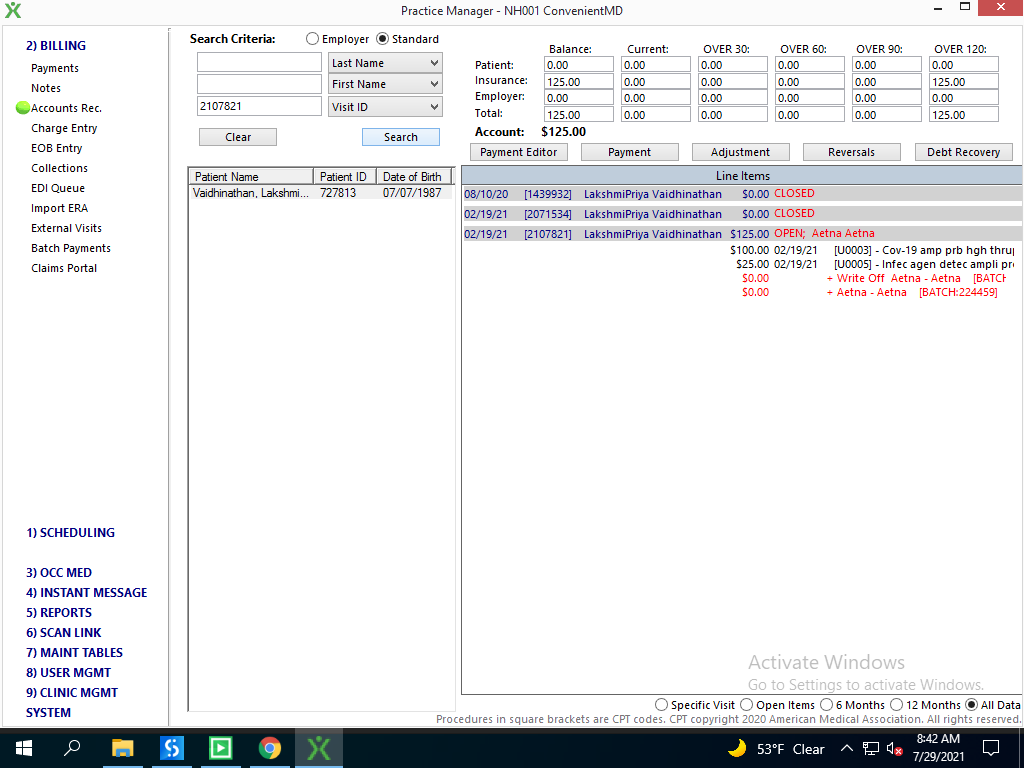 Practice Manager - NH001 ConvenientMD
2) BILLING
Payments
Notes
Accounts Rec.
Charge Entry
EOB Entry
Collections
EDI Queue
Import ERA
External Visits
Batch Payments
Claims Portal
1) SCHEDULING
3) OCC MED
4) INSTANT MESSAGE
5) REPORTS
6) SCAN LINK
7) MAINT TABLES
8) USER MGMT
9) CLINIC MGMT
SYSTEM
Search Criteria: Employer Standard
Last Name
First Name
2107821 Visit ID
Clear Search
Patient Name Patient ID Date of Birth
Vaidhinathan, Lakshmi... 727813 07/07/1987
Balance: Current: OVER 30: OVER 60: OVER 90: OVER 120:
Patient: 0.00 0.00 0.00 0.00 0.00 0.00
Insurance: 125.00 0.00 0.00 0.00 0.00 125.00
Employer: 0.00 0.00 0.00 0.00 0.00 0.00
Total: 125.00 0.00 0.00 0.00 0.00 125.00
Account: $125.00
Payment Editor Payment Adjustment Reversals Debt Recovery
Line Items
08/10/20 [1439932] LakshmiPriya Vaidhinathan $0.00 CLOSED
02/19/21 [2071534] LakshmiPriya Vaidhinathan $0.00 CLOSED
02/19/21 [2107821] LakshmiPriya Vaidhinathan $125.00 OPEN; Aetna Aetna
$100.00 02/19/21 [U0003] - Cov-19 amp prb hgh thrup
$25.00 02/19/21 [U0005] - Infec agen detec ampli pro
$0.00 + Write Off Aetna - Aetna [BATCH
$0.00 + Aetna - Aetna [BATCH:224459]
Activate Windows
Go to Settings to activate Windows.
Specific Visit Open Items 6 Months 12 Months All Data
Procedures in square brackets are CPT codes. CPT copyright 2020 American Medical Association. All rights reserved.
53°F Clear
8:42 AM
7/29/2021